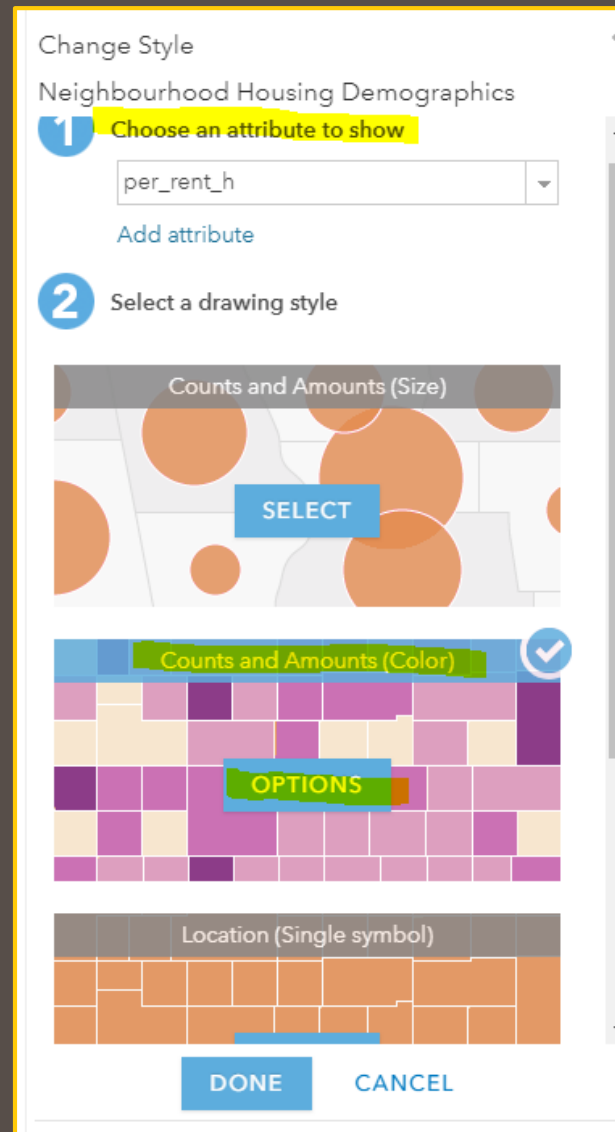 Change Style
Neighbourhood Housing Demographics
1 Choose an attribute to show
per_rent_h
Add attribute
2 Select a drawing style
Counts and Amounts (Size)
SELECT
Counts and Amounts (Color)
OPTIONS
Location (Single symbol)
DONE CANCEL